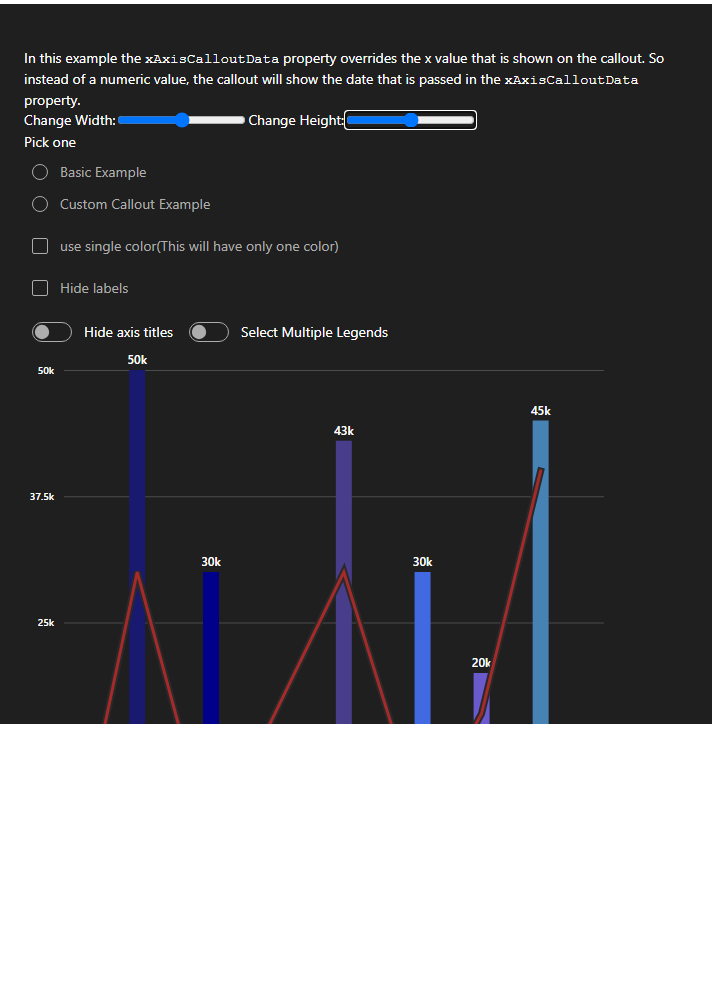 In this example the xAxisCalloutData property overrides the x value that is shown on the callout. So
instead of a numeric value, the callout will show the date that is passed in the xAxisCalloutData
property.
Change Width: Change Height:
Pick one
Basic Example
Custom Callout Example
use single color(This will have only one color)
Hide labels
Hide axis titles Select Multiple Legends
50k
50k
45k
43k
37.5k
30k 30k
25k
20k